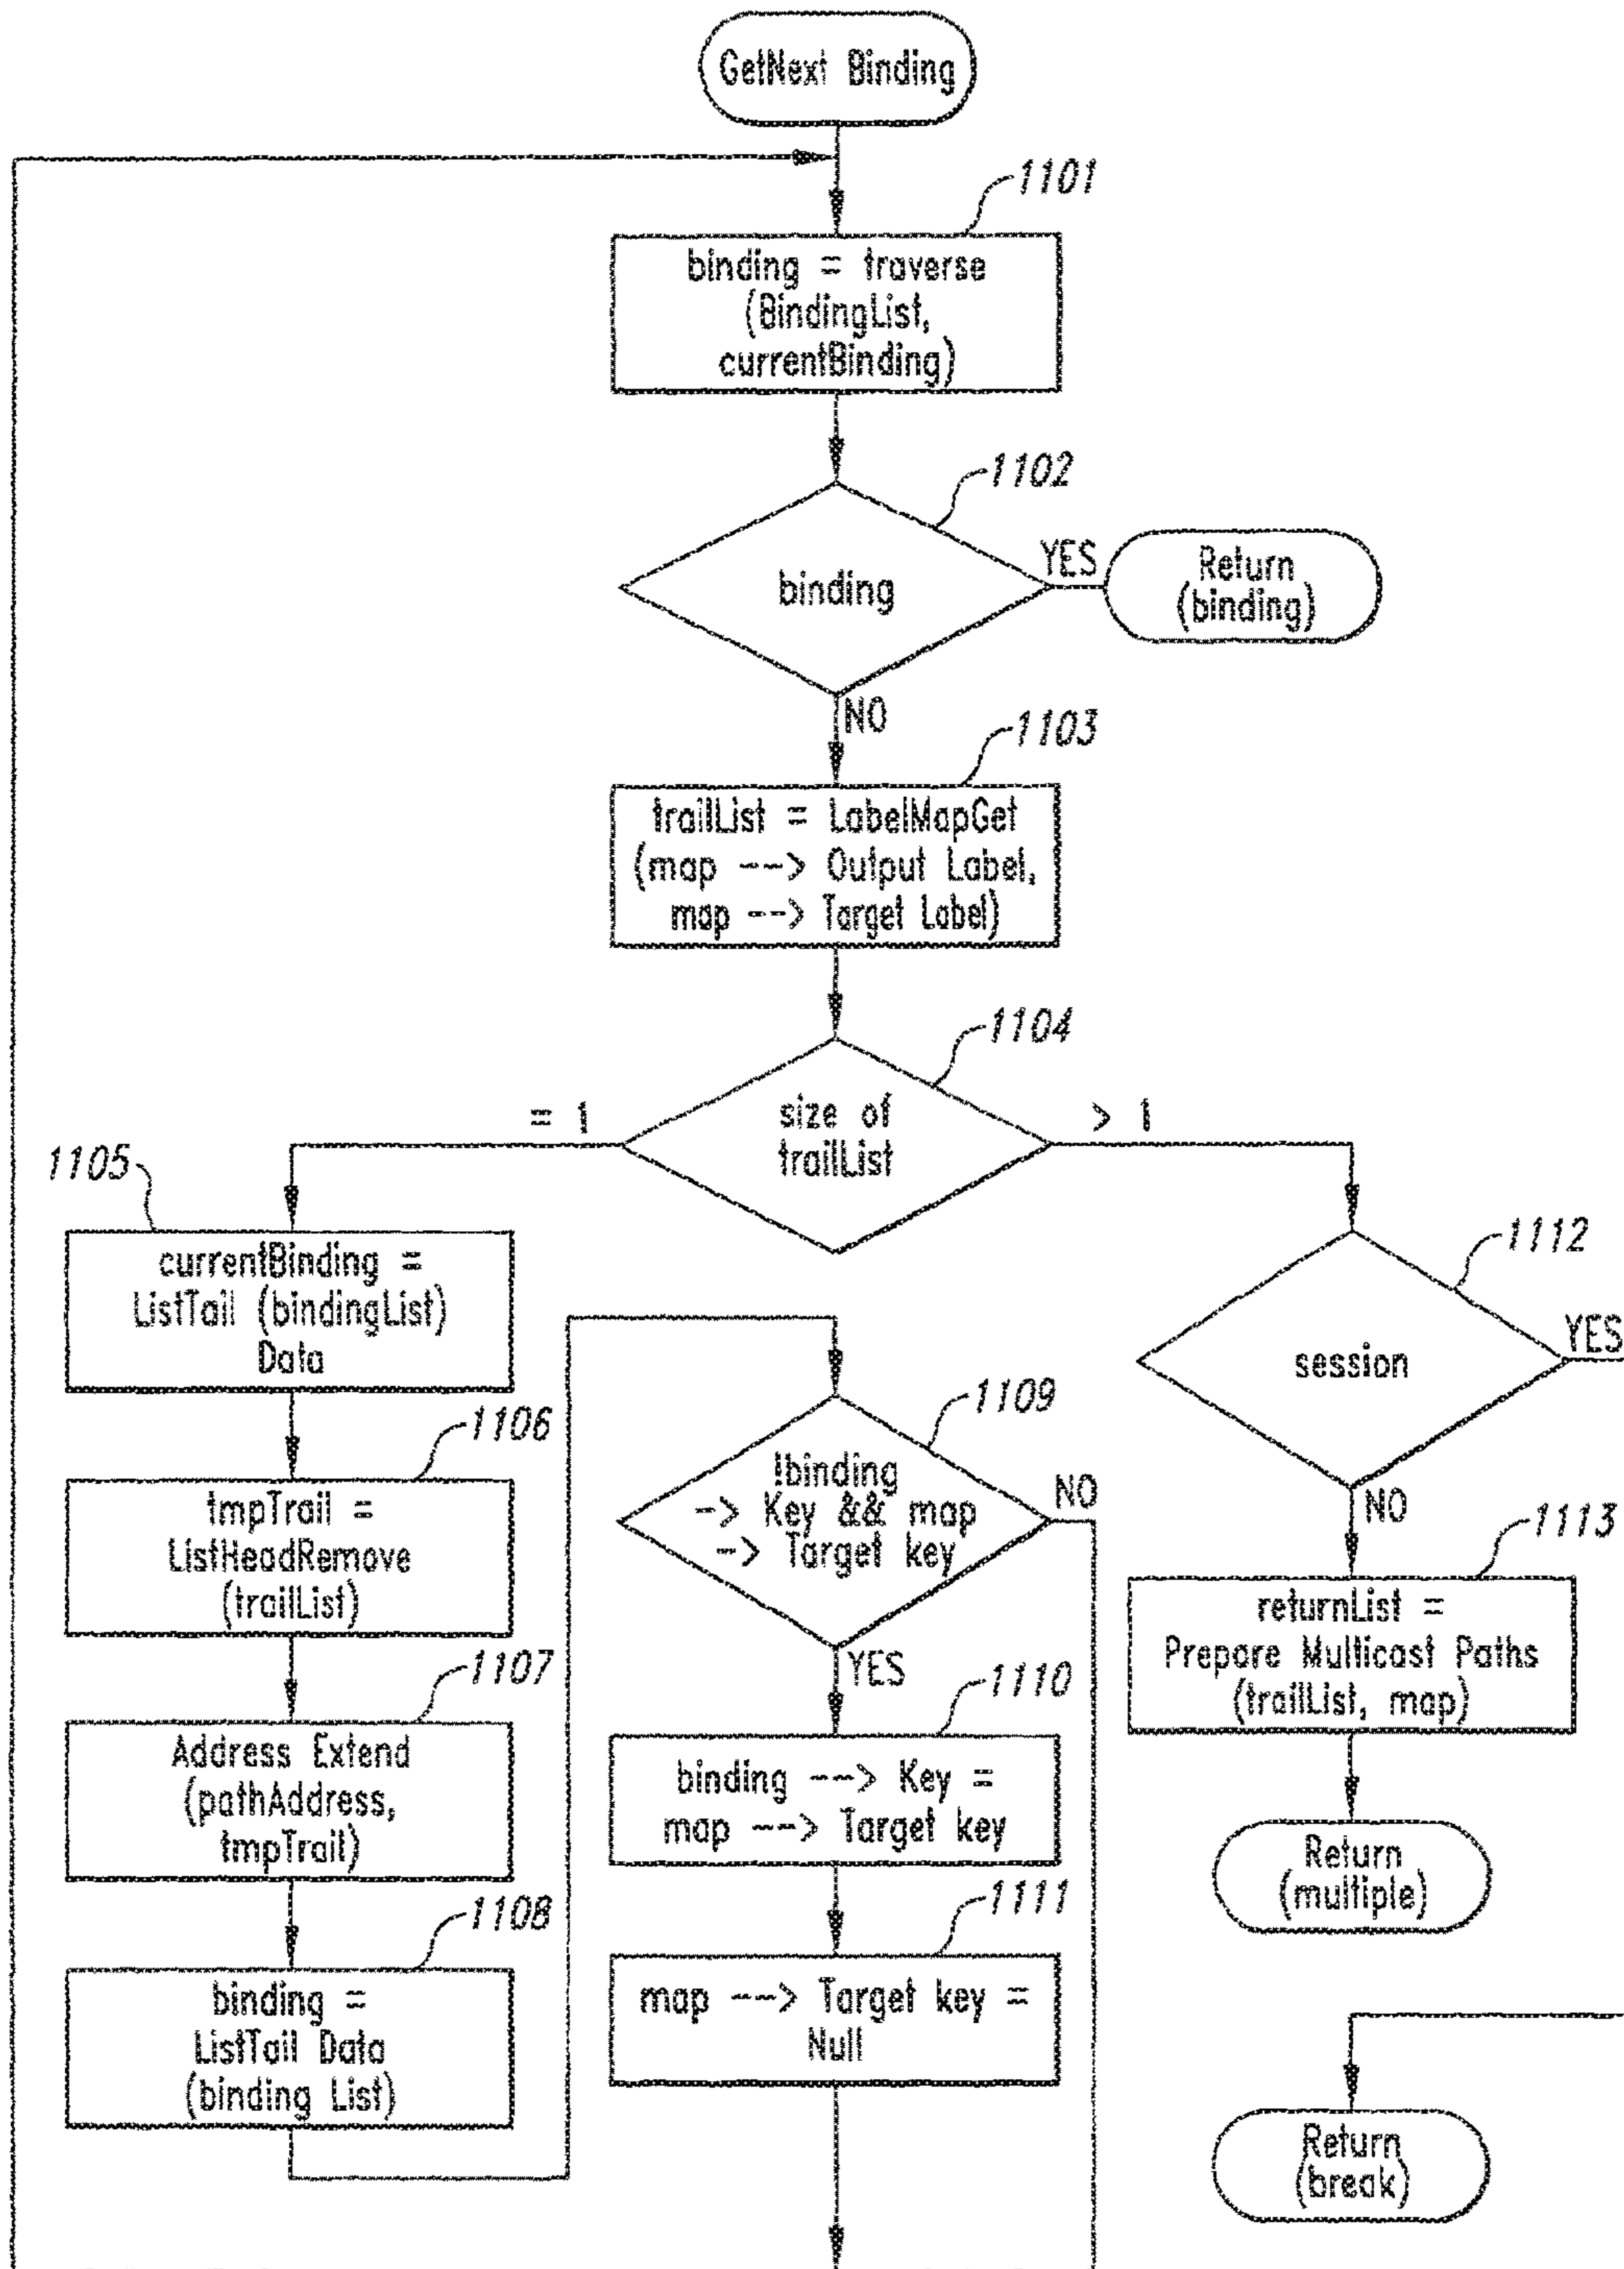 GetNext Binding
1101
binding = traverse
(BindingList,
currentBinding)
1102
binding
YES
Return
(binding)
NO
1103
trailList = LabelMapGet
(map --> Output Label,
map --> Target Label)
1104
size of
trailList
= 1
> 1
1105
currentBinding =
ListTail (bindingList)
Data
1106
tmpTrail =
ListHeadRemove
(trailList)
1107
Address Extend
(pathAddress,
tmpTrail)
1108
binding =
ListTail Data
(binding List)
1109
!binding
-> Key && map
-> Target key
NO
YES
1110
binding --> Key =
map --> Target key
1111
map --> Target key =
Null
1112
session
YES
NO
1113
returnList =
Prepare Multicast Paths
(trailList, map)
Return
(multiple)
Return
(break)